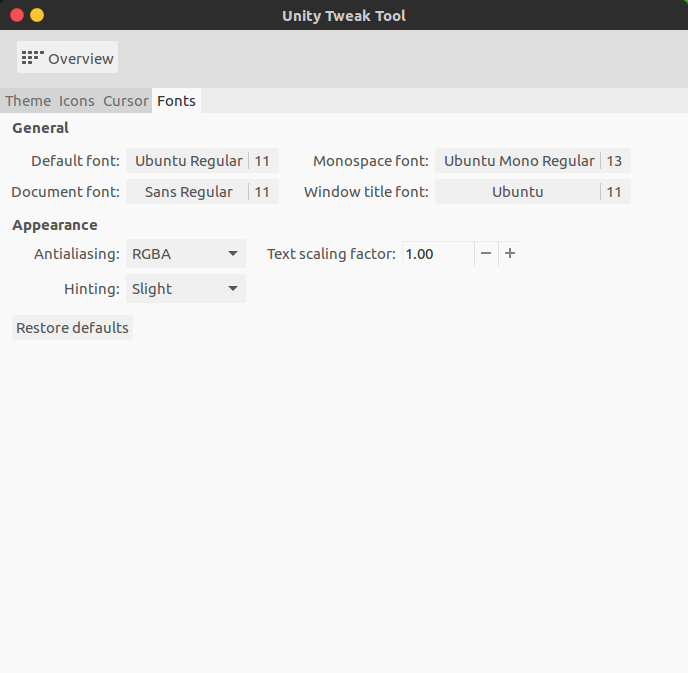 Unity Tweak Tool
Overview
Theme Icons Cursor Fonts
General
Default font: Ubuntu Regular 11 Monospace font: Ubuntu Mono Regular 13
Document font: Sans Regular 11 Window title font: Ubuntu 11
Appearance
Antialiasing: RGBA Text scaling factor: 1.00 − +
Hinting: Slight
Restore defaults